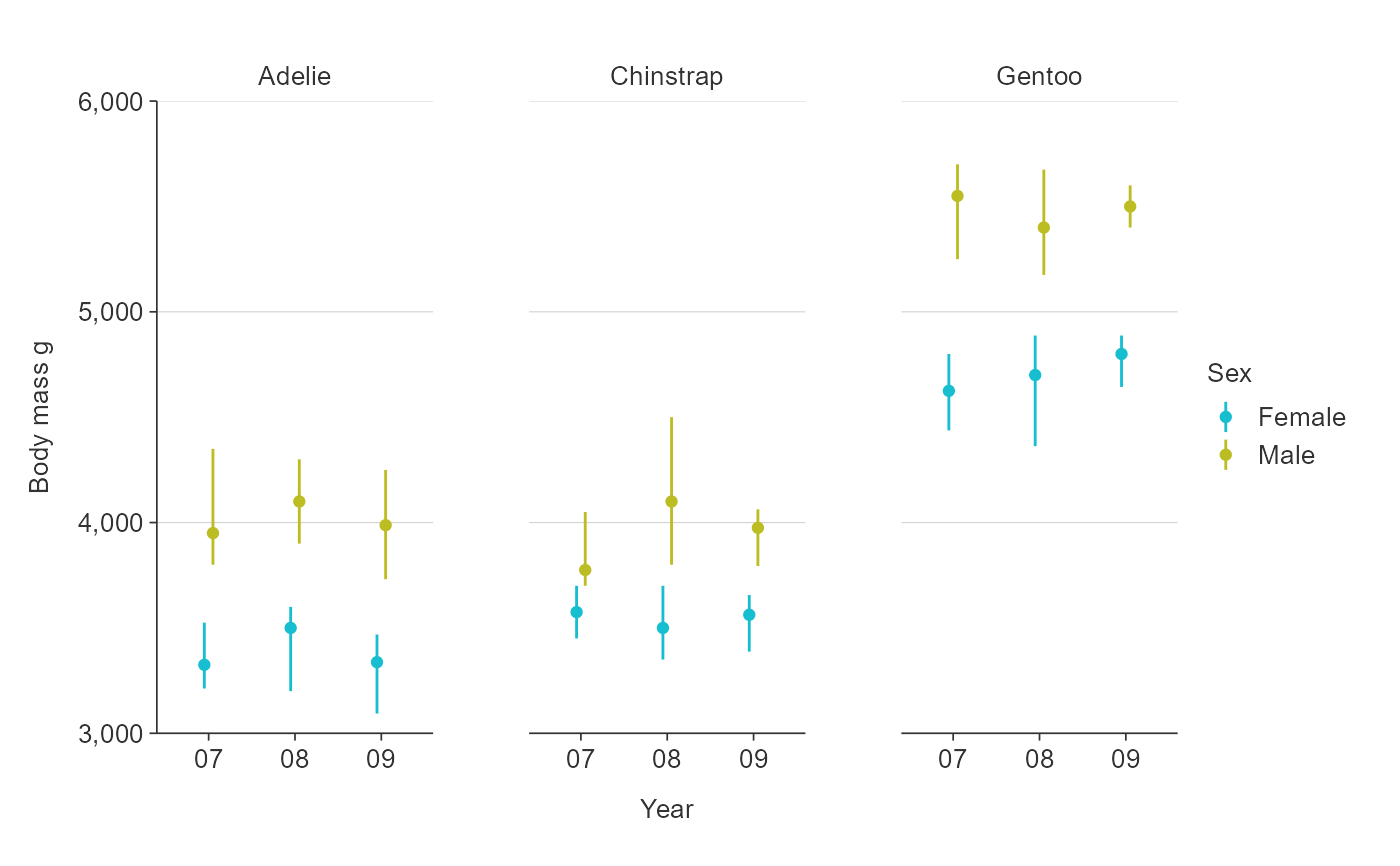 Adelie Chinstrap Gentoo
6,000
5,000
4,000
3,000
Body mass g
07 08 09 07 08 09 07 08 09
Year
Sex
Female
Male